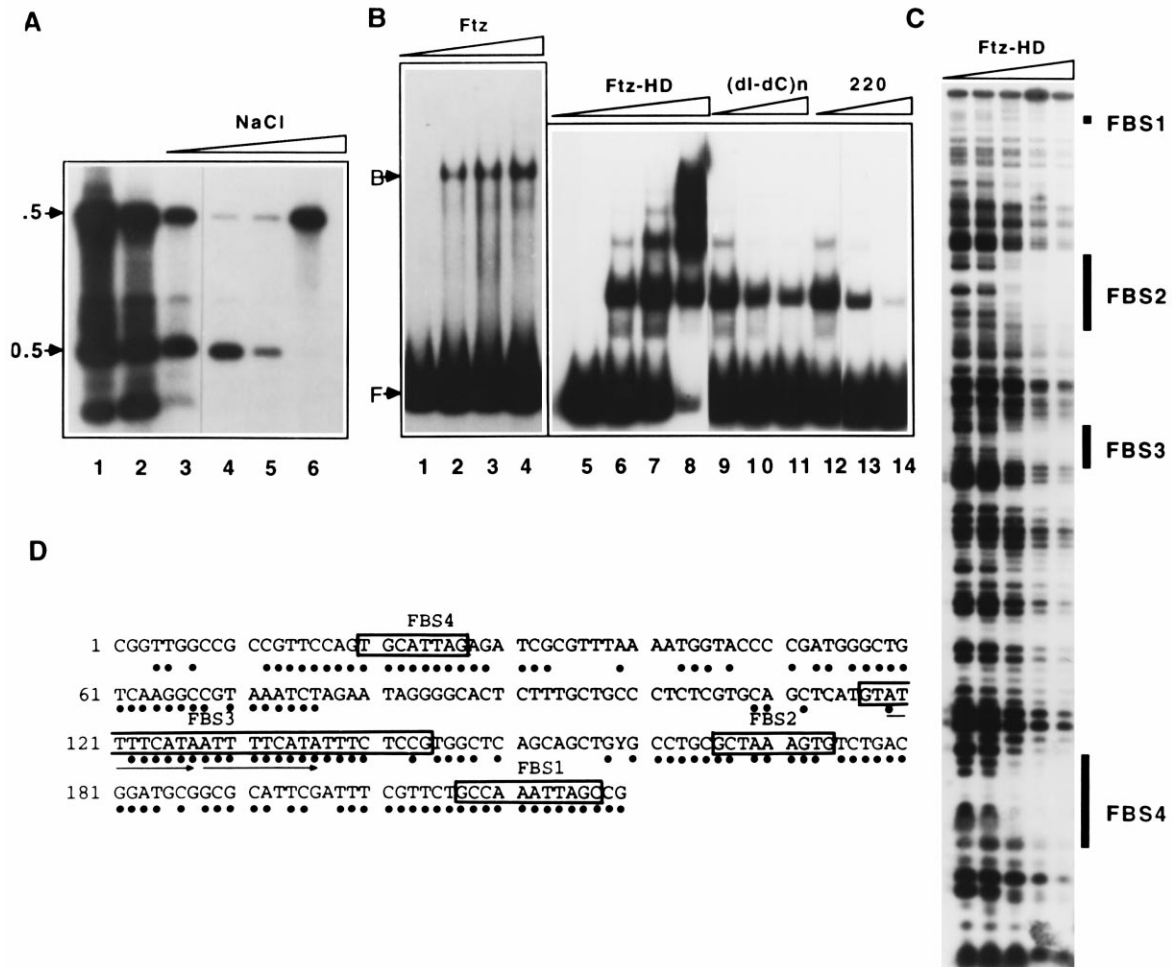 A
NaCl
.5
0.5
1 2 3 4 5 6
B
Ftz
Ftz-HD (dI-dC)n 220
B
F
1 2 3 4 5 6 7 8 9 10 11 12 13 14
C
Ftz-HD
FBS1
FBS2
FBS3
FBS4
D
FBS4
1 CGGTTGGCCG CCGTTCCAGT GCATTAGAGA TCGCGTTTAA AATGGTACCC CGATGGGCTG
61 TCAAGGCCGT AAATCTAGAA TAGGGGCACT CTTTGCTGCC CTCTCGTGCA GCTCATGTAT
FBS3 FBS2
121 TTTCATAATT TTCATATTTC TCCGTGGCTC AGCAGCTGYG CCTGCGCTAA AGTGTCTGAC
FBS1
181 GGATGCGGCG CATTCGATTT CGTTCTGCCA AATTAGCCG